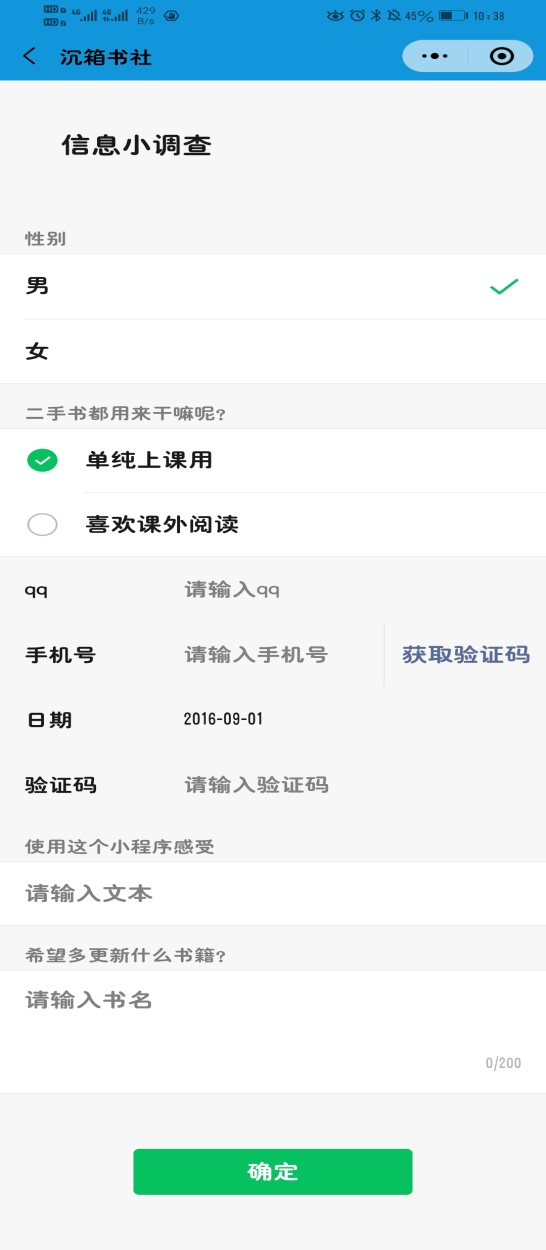 429 B/s
45% 10:38
沉箱书社
信息小调查
性别
男
女
二手书都用来干嘛呢?
单纯上课用
喜欢课外阅读
qq 请输入qq
手机号 请输入手机号 获取验证码
日期 2016-09-01
验证码 请输入验证码
使用这个小程序感受
请输入文本
希望多更新什么书籍?
请输入书名
0/200
确定